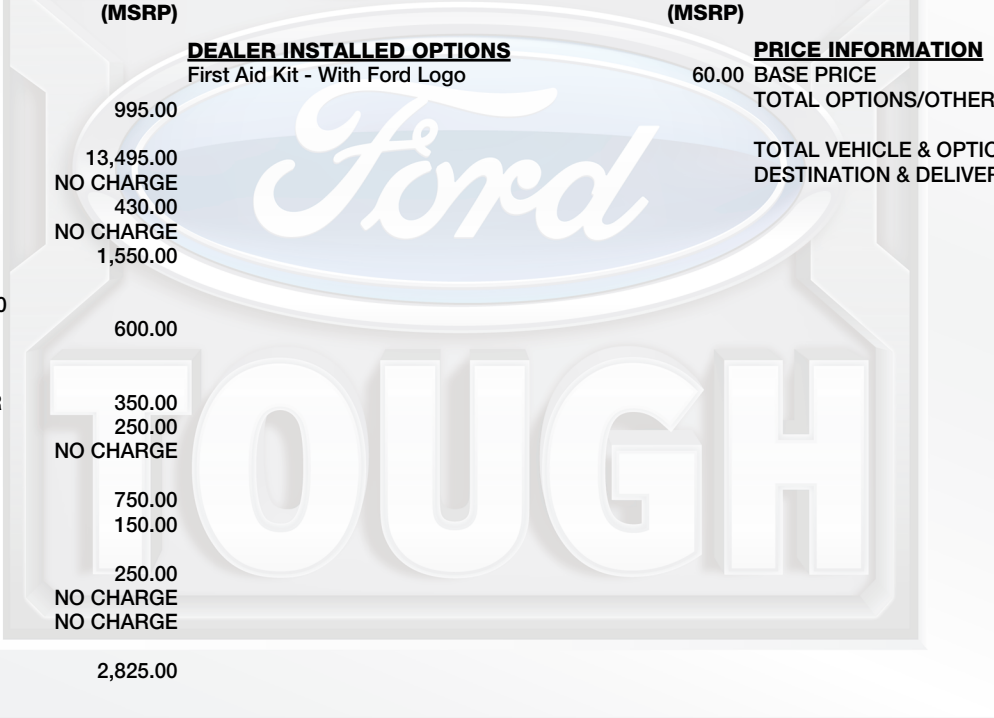 (MSRP)
995.00
13,495.00
NO CHARGE
430.00
NO CHARGE
1,550.00
0
600.00
350.00
250.00
NO CHARGE
750.00
150.00
250.00
NO CHARGE
NO CHARGE
2,825.00
(MSRP)
DEALER INSTALLED OPTIONS
First Aid Kit - With Ford Logo 60.00
PRICE INFORMATION
BASE PRICE
TOTAL OPTIONS/OTHER
TOTAL VEHICLE & OPTIO
DESTINATION & DELIVER
Ford
TOUGH